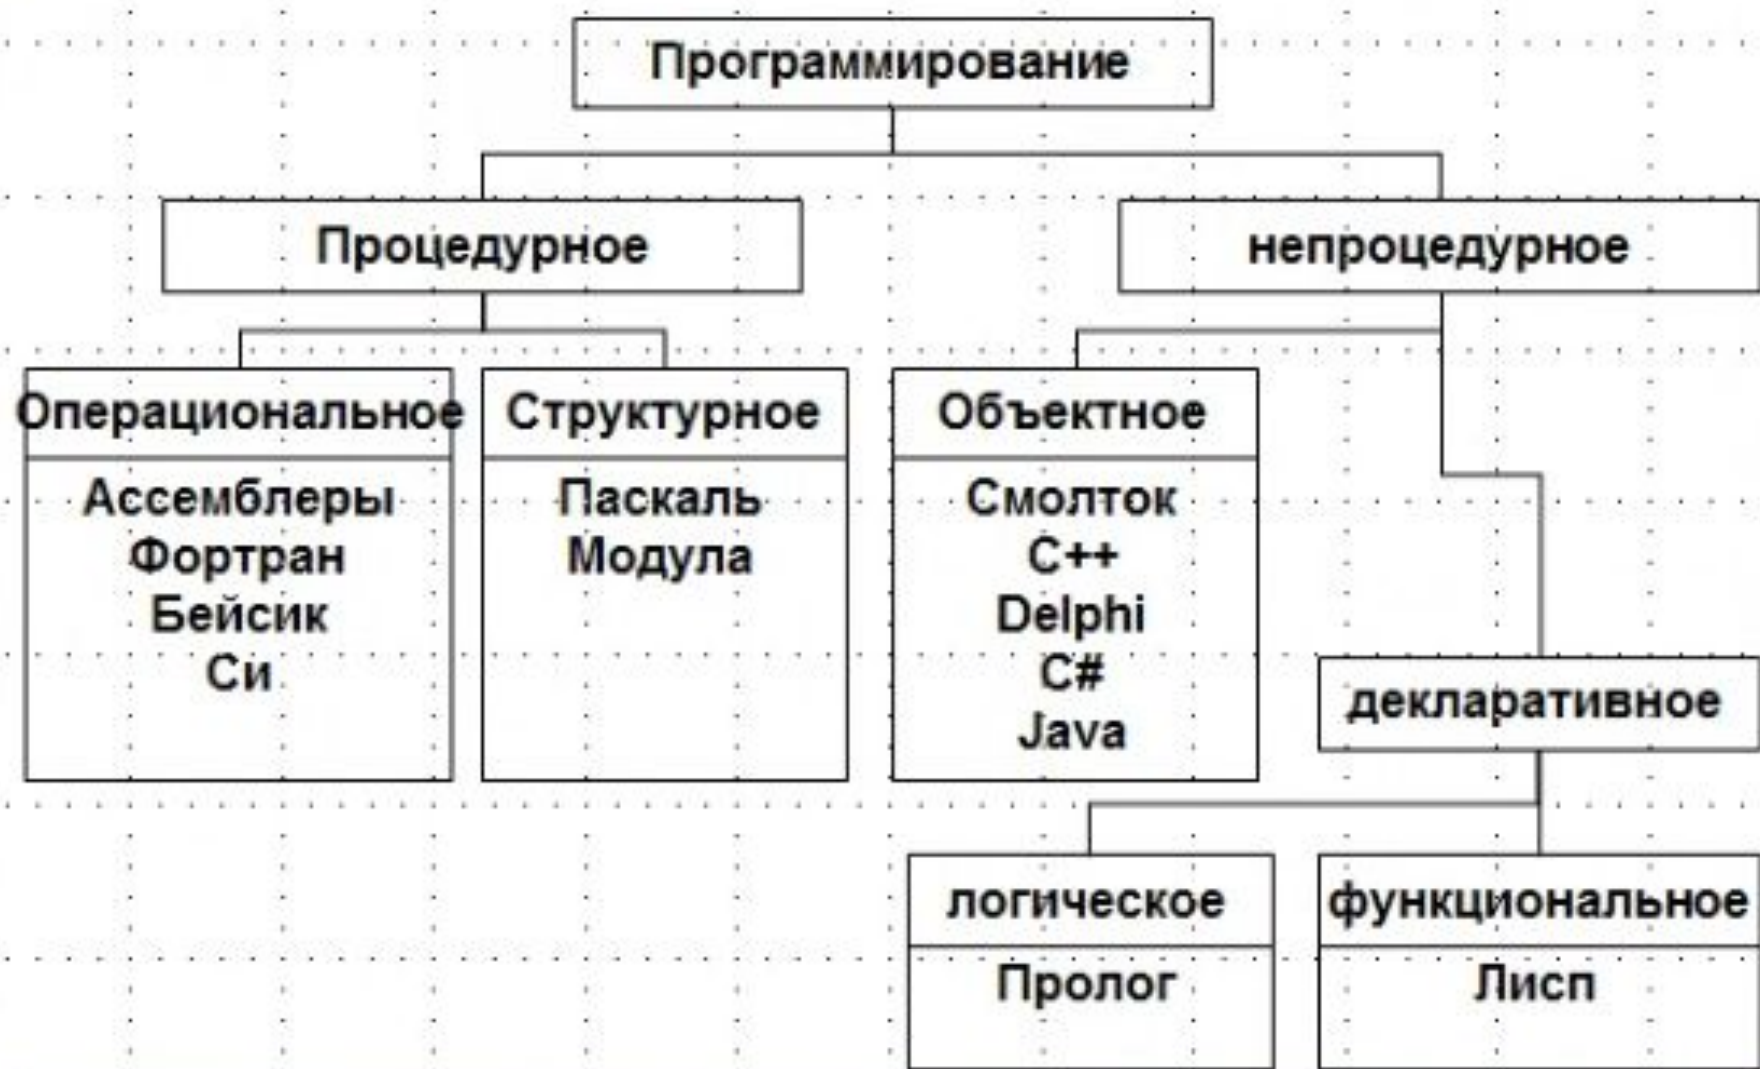 Программирование
Процедурное
непроцедурное
Операциональное
Ассемблеры
Фортран
Бейсик
Си
Структурное
Паскаль
Модула
Объектное
Смолток
C++
Delphi
C#
Java
декларативное
логическое
Пролог
функциональное
Лисп